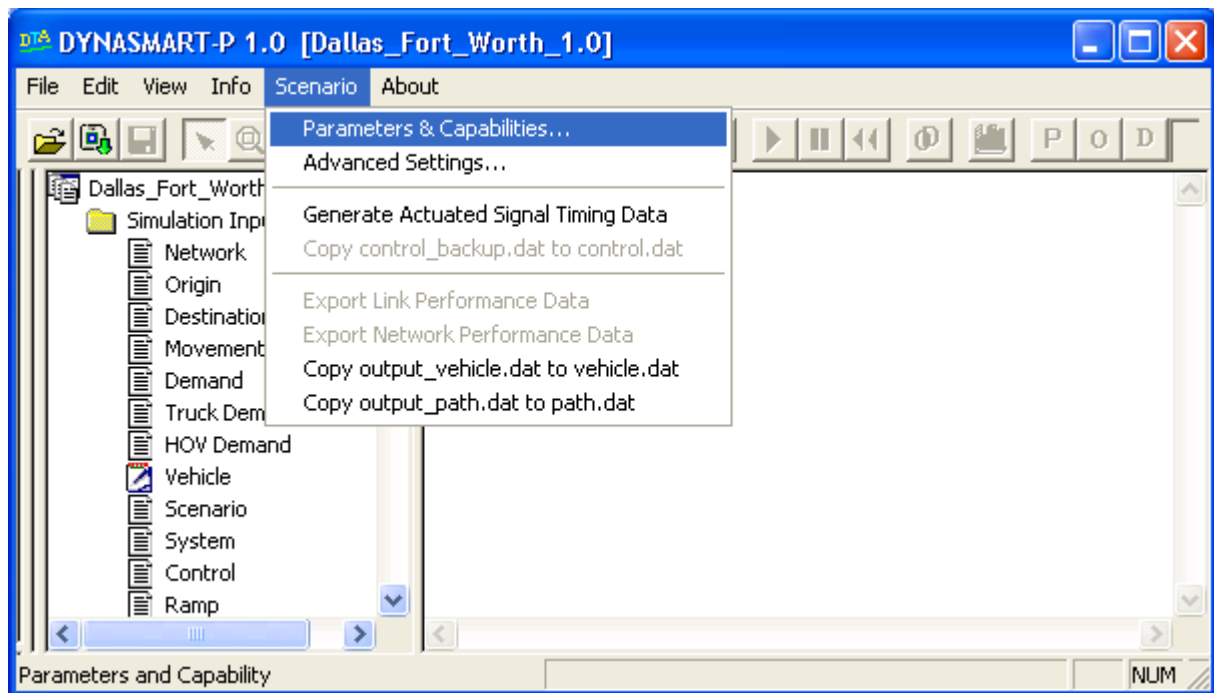 DTA DYNASMART-P 1.0 [Dallas_Fort_Worth_1.0]
File Edit View Info Scenario About
Parameters & Capabilities...
Advanced Settings...
Generate Actuated Signal Timing Data
Copy control_backup.dat to control.dat
Export Link Performance Data
Export Network Performance Data
Copy output_vehicle.dat to vehicle.dat
Copy output_path.dat to path.dat
P O D
Dallas_Fort_Worth
Simulation Inp
Network
Origin
Destination
Movement
Demand
Truck Dem
HOV Demand
Vehicle
Scenario
System
Control
Ramp
Parameters and Capability
NUM